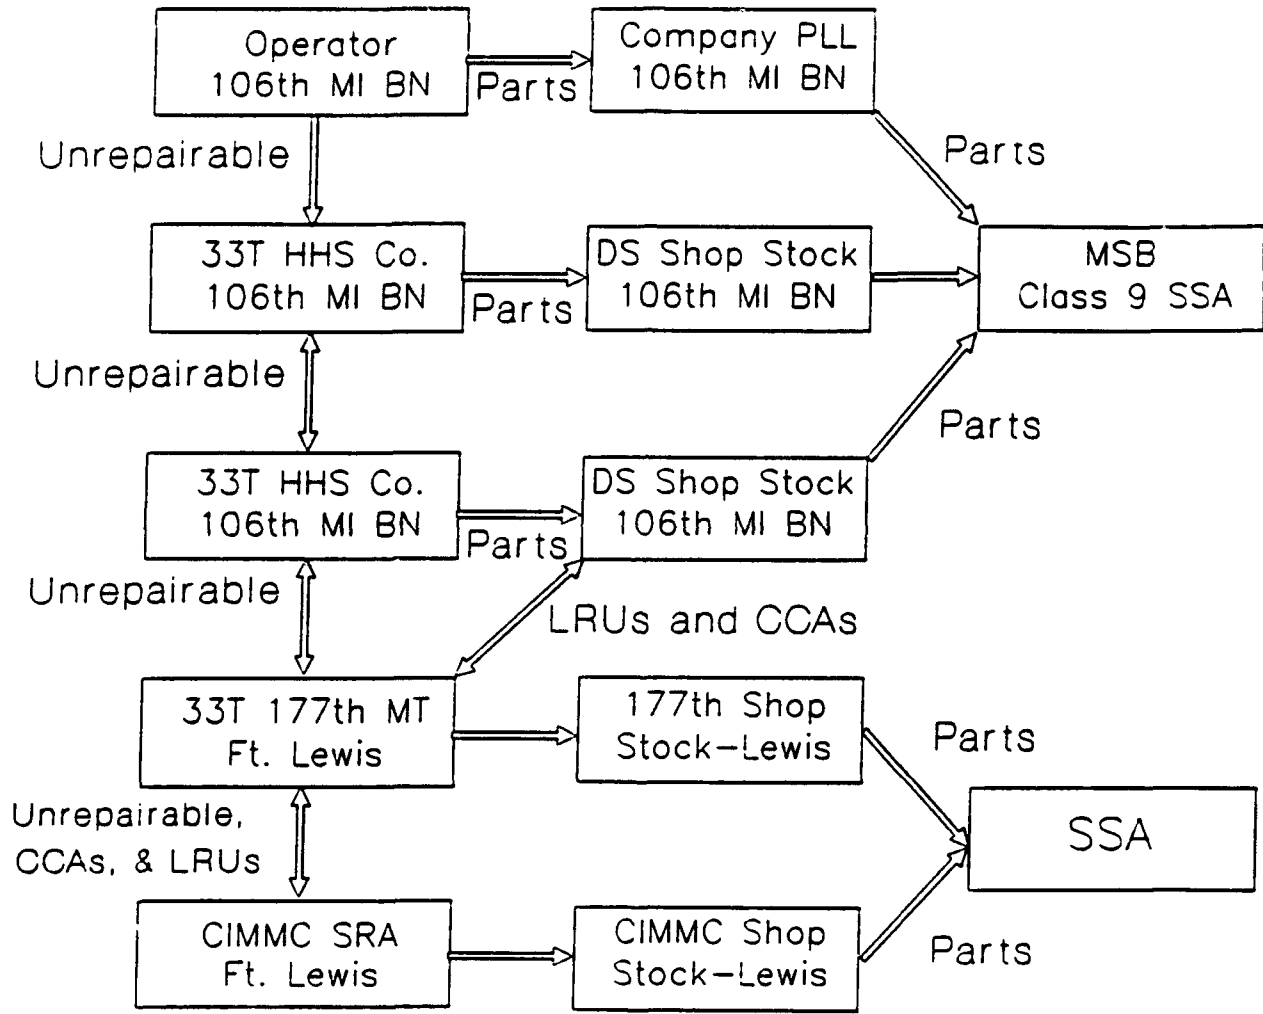 Operator
106th MI BN
Parts
Company PLL
106th MI BN
Unrepairable
Parts
33T HHS Co.
106th MI BN
Parts
DS Shop Stock
106th MI BN
MSB
Class 9 SSA
Unrepairable
Parts
33T HHS Co.
106th MI BN
Parts
DS Shop Stock
106th MI BN
Unrepairable
LRUs and CCAs
33T 177th MT
Ft. Lewis
177th Shop
Stock-Lewis
Parts
Unrepairable,
CCAs, & LRUs
SSA
CIMMC SRA
Ft. Lewis
CIMMC Shop
Stock-Lewis
Parts